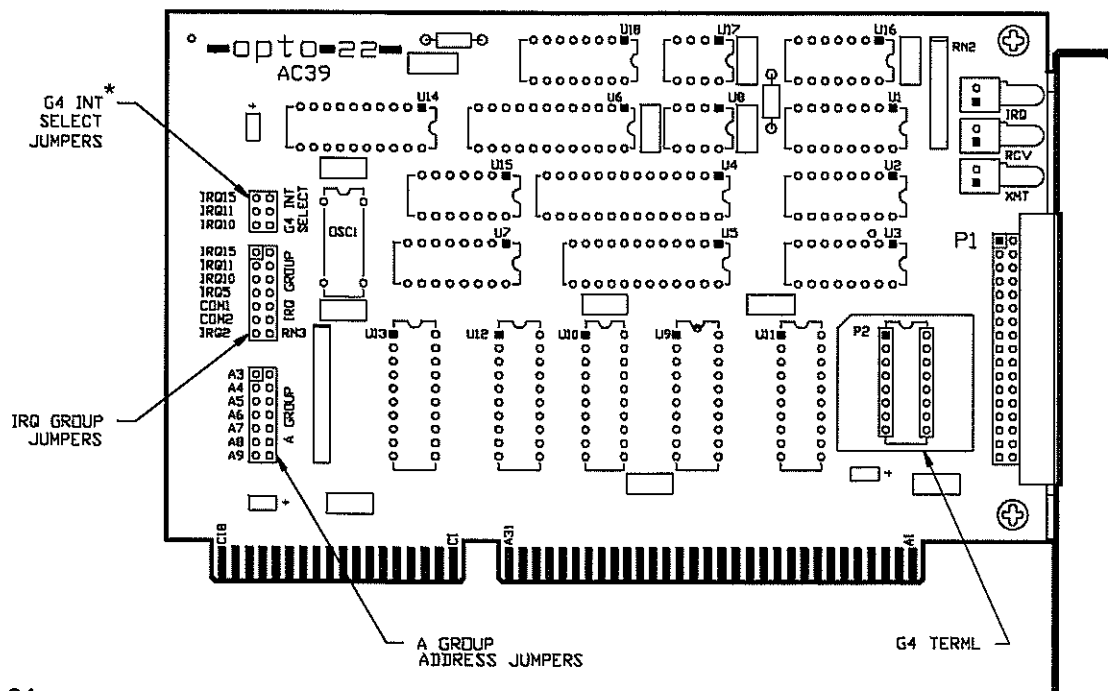 opto 22
AC39
U18
U17
U16
RN2
G4 INT*
SELECT
JUMPERS
+
U14
U6
U8
U1
IRQ
RCV
XMT
U15
U4
U2
IRQ15
IRQ11
IRQ10
G4 INT
SELECT
OSC1
U7
U5
U3
P1
IRQ15
IRQ11
IRQ10
IRQ5
COM1
COM2
IRQ2
IRQ GROUP
RN3
U13
U12
U10
U9
U11
P2
A3
A4
A5
A6
A7
A8
A9
A GROUP
IRQ GROUP
JUMPERS
+
+
C18
C1
A31
A1
A GROUP
ADDRESS JUMPERS
G4 TERML